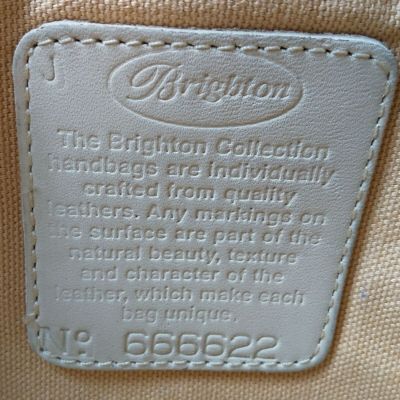 J
Brighton
The Brighton Collection
handbags are individually
crafted from quality
leathers. Any markings on
the surface are part of the
natural beauty, texture
and character of the
leather, which make each
bag unique.
No: 666622